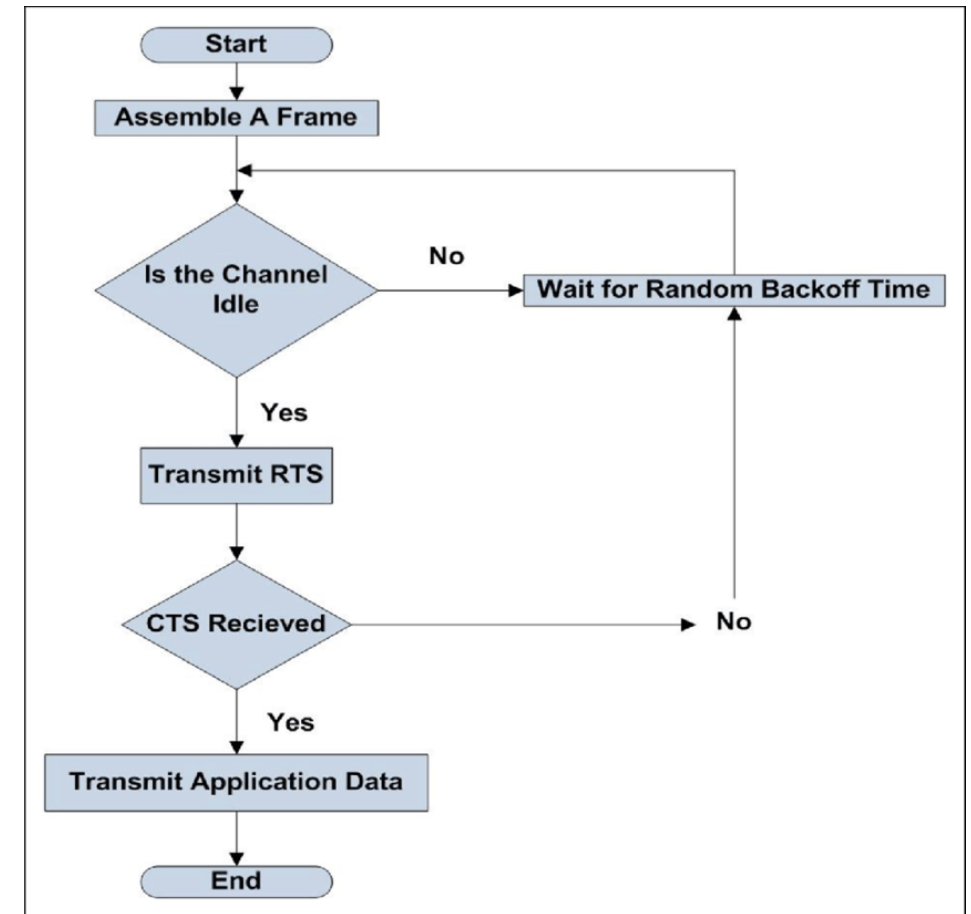 Start
Assemble A Frame
Is the Channel
Idle
No
Wait for Random Backoff Time
Yes
Transmit RTS
CTS Recieved
No
Yes
Transmit Application Data
End